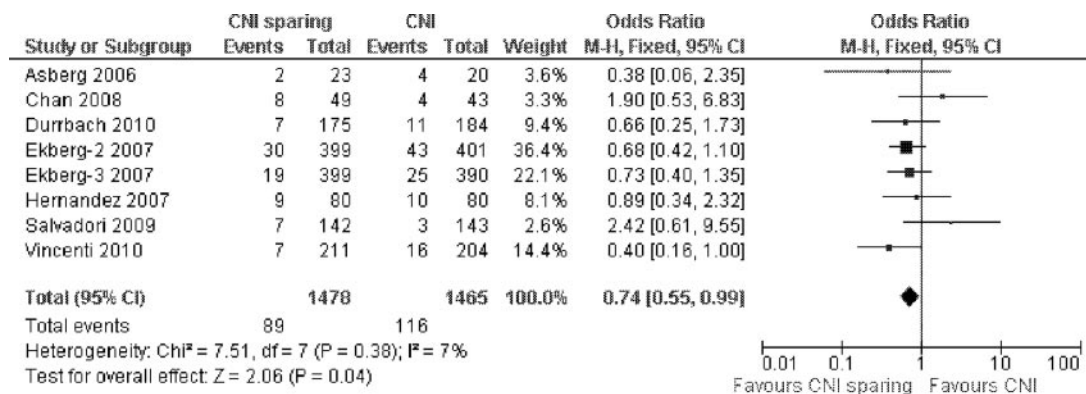 CNI sparing CNI Odds Ratio Odds Ratio
Study or Subgroup Events Total Events Total Weight M-H, Fixed, 95% CI M-H, Fixed, 95% CI
Asberg 2006 2 23 4 20 3.6% 0.38 [0.06, 2.35]
Chan 2008 8 49 4 43 3.3% 1.90 [0.53, 6.83]
Durrbach 2010 7 175 11 184 9.4% 0.66 [0.25, 1.73]
Ekberg-2 2007 30 399 43 401 36.4% 0.68 [0.42, 1.10]
Ekberg-3 2007 19 399 25 390 22.1% 0.73 [0.40, 1.35]
Hernandez 2007 9 80 10 80 8.1% 0.89 [0.34, 2.32]
Salvadori 2009 7 142 3 143 2.6% 2.42 [0.61, 9.55]
Vincenti 2010 7 211 16 204 14.4% 0.40 [0.16, 1.00]
Total (95% CI) 1478 1465 100.0% 0.74 [0.55, 0.99]
Total events 89 116
Heterogeneity: Chi² = 7.51, df = 7 (P = 0.38); I² = 7%
Test for overall effect: Z = 2.06 (P = 0.04)
0.01 0.1 1 10 100
Favours CNI sparing Favours CNI